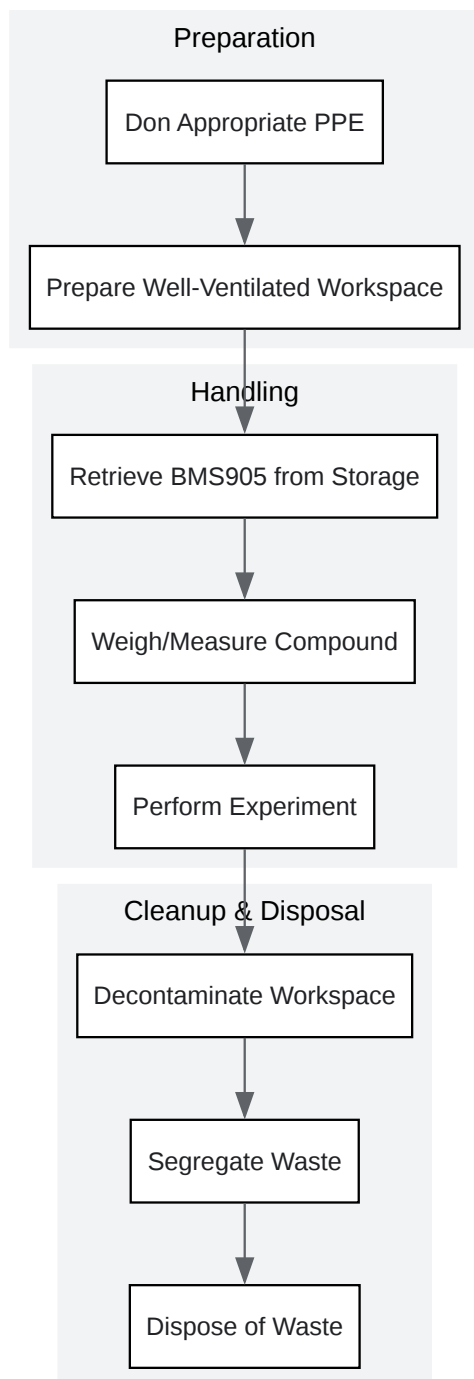 Preparation
Don Appropriate PPE
Prepare Well-Ventilated Workspace
Handling
Retrieve BMS905 from Storage
Weigh/Measure Compound
Perform Experiment
Cleanup & Disposal
Decontaminate Workspace
Segregate Waste
Dispose of Waste